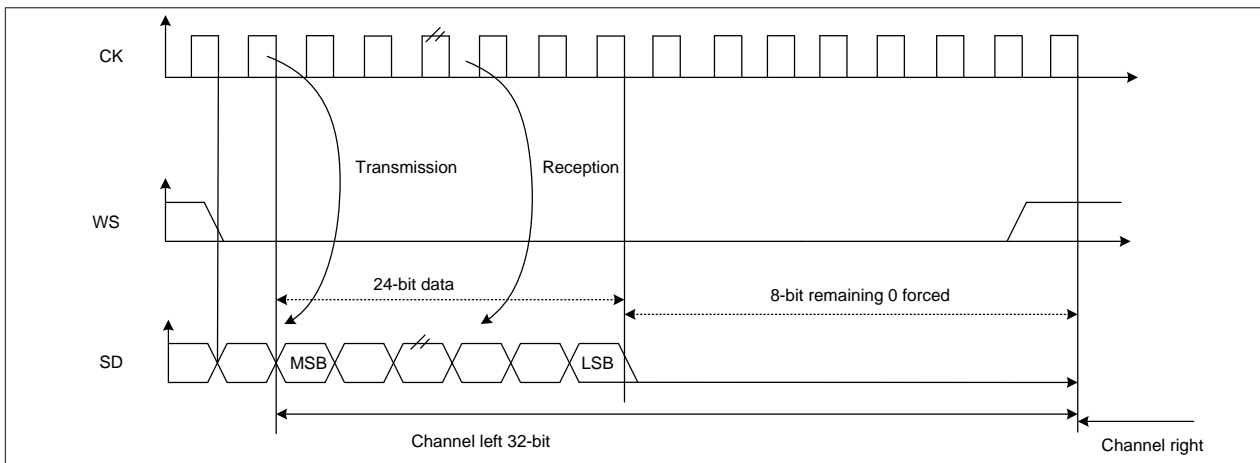 CK
Transmission
Reception
WS
24-bit data
8-bit remaining 0 forced
SD
MSB
LSB
Channel left 32-bit
Channel right